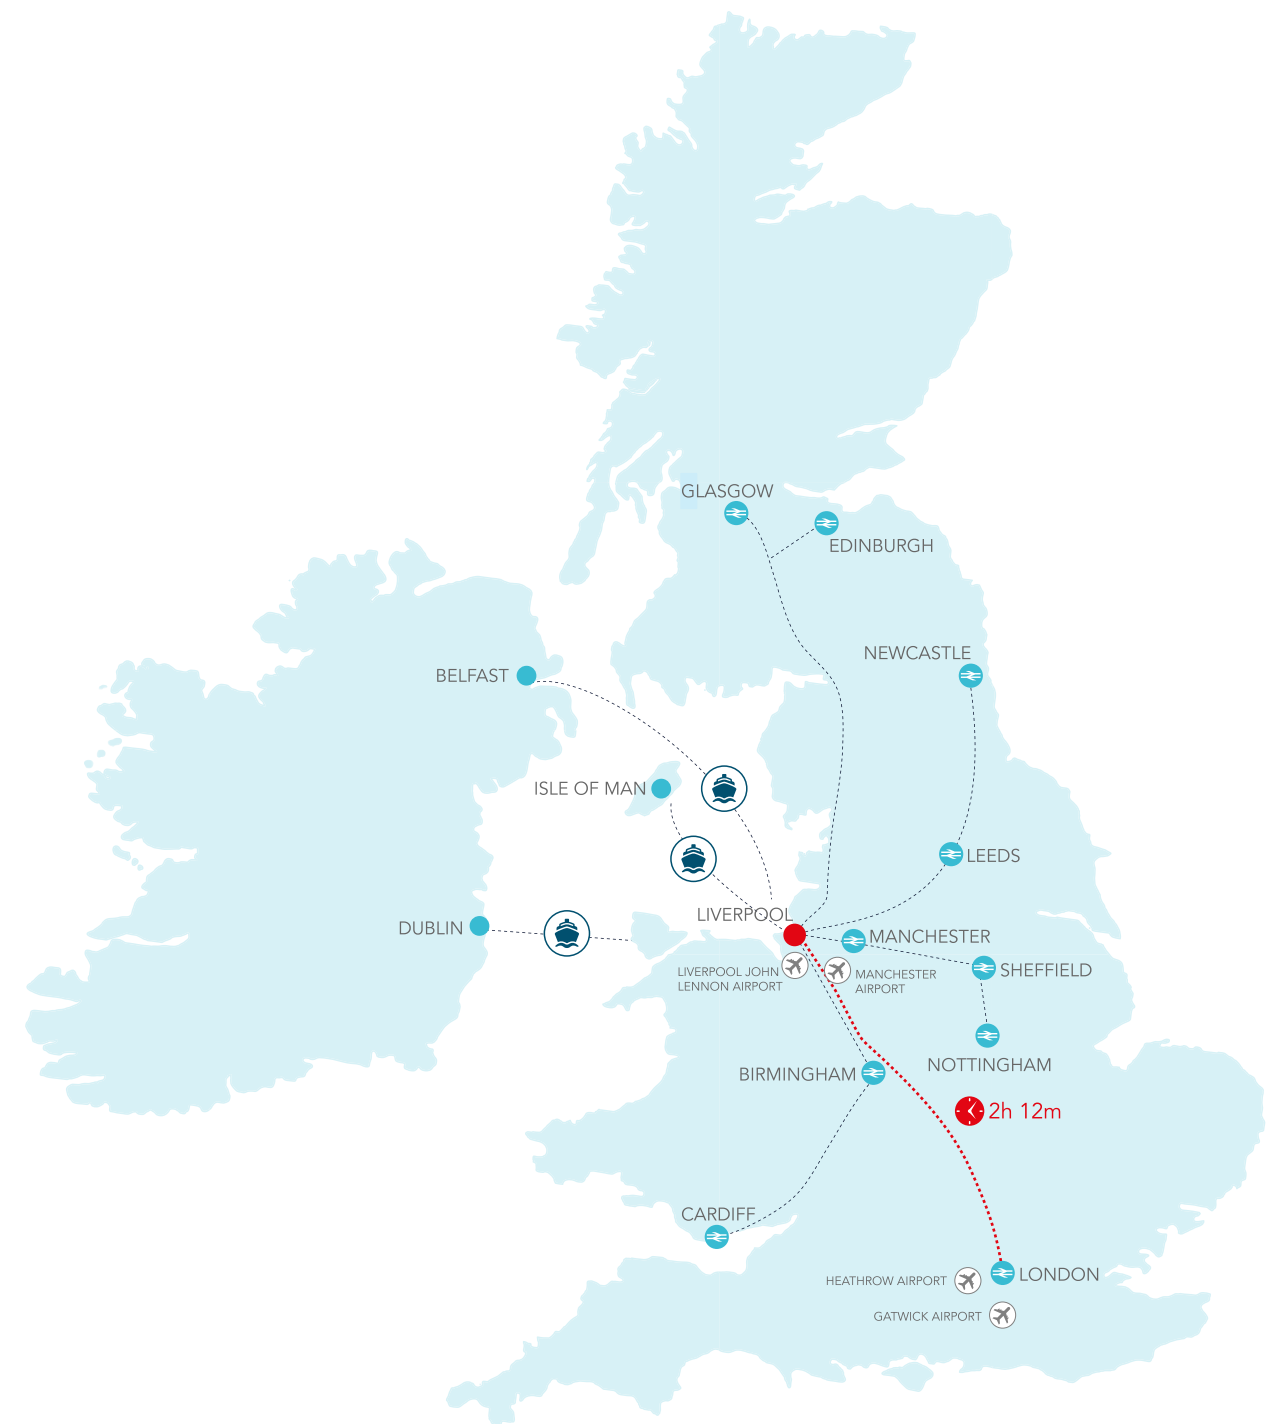 GLASGOW
EDINBURGH
NEWCASTLE
BELFAST
ISLE OF MAN
LEEDS
LIVERPOOL
DUBLIN
MANCHESTER
SHEFFIELD
LIVERPOOL JOHN
LENNON AIRPORT
MANCHESTER
AIRPORT
NOTTINGHAM
BIRMINGHAM
2h 12m
CARDIFF
LONDON
HEATHROW AIRPORT
GATWICK AIRPORT